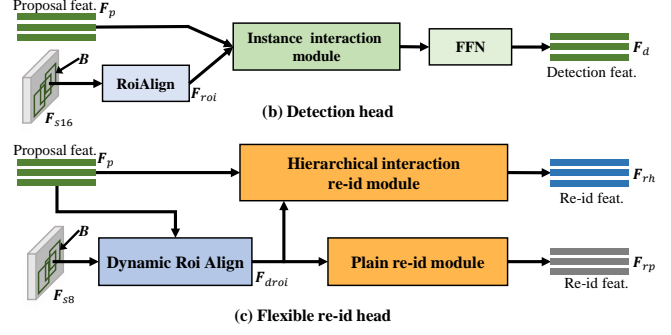 Proposal feat. F_p
B
F_s16
RoiAlign
F_roi
Instance interaction
module
FFN
F_d
Detection feat.
(b) Detection head
Proposal feat. F_p
B
F_s8
Dynamic Roi Align
F_droi
Hierarchical interaction
re-id module
F_rh
Re-id feat.
Plain re-id module
F_rp
Re-id feat.
(c) Flexible re-id head